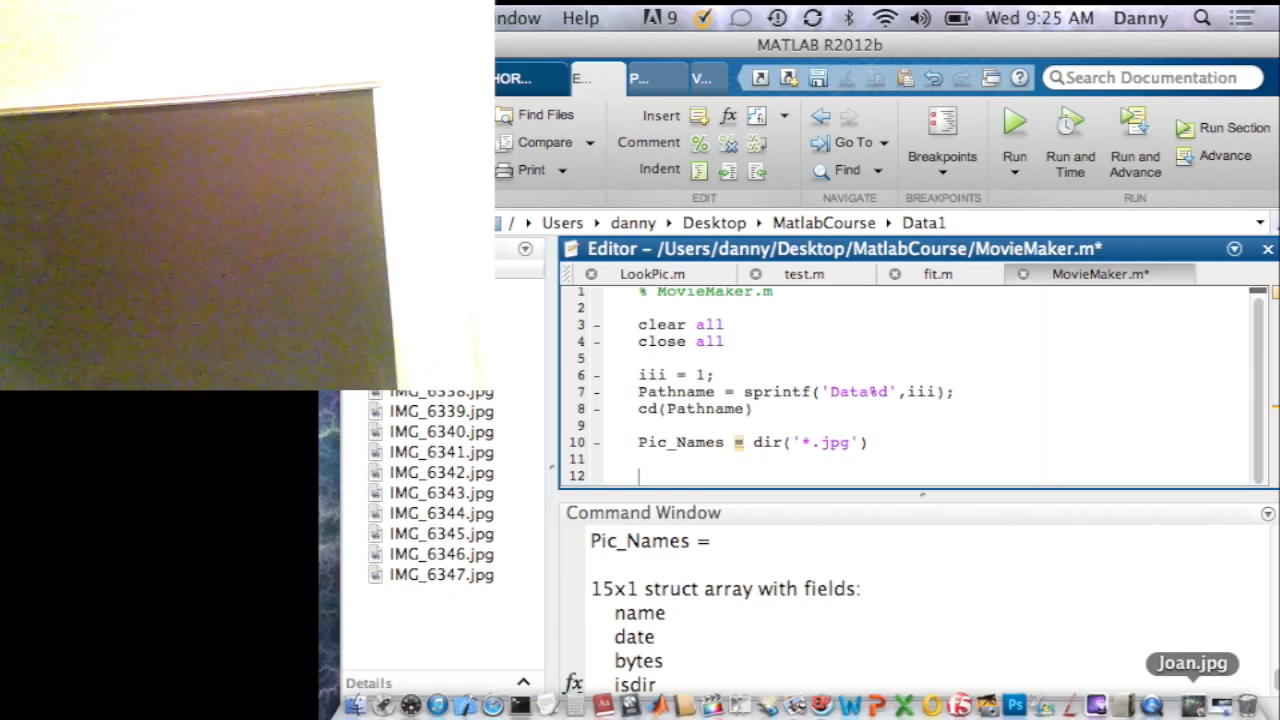 ndow Help 9 Wed 9:25 AM Danny
MATLAB R2012b
HOR... E... P... V... Search Documentation
Find Files Insert fx
Compare Comment Go To Breakpoints Run Run and Time Run and Advance Run Section
Print Indent Find Advance
EDIT NAVIGATE BREAKPOINTS RUN
/ Users danny Desktop MatlabCourse Data1
Editor – /Users/danny/Desktop/MatlabCourse/MovieMaker.m*
LookPic.m test.m fit.m MovieMaker.m*
1 % MovieMaker.m
2
3 – clear all
4 – close all
5
6 – iii = 1;
7 – Pathname = sprintf('Data%d',iii);
8 – cd(Pathname)
9
10 – Pic_Names = dir('*.jpg')
11
12
IMG_6338.jpg
IMG_6339.jpg
IMG_6340.jpg
IMG_6341.jpg
IMG_6342.jpg
IMG_6343.jpg
IMG_6344.jpg
IMG_6345.jpg
IMG_6346.jpg
IMG_6347.jpg
Details
Command Window
Pic_Names =
15x1 struct array with fields:
name
date
bytes
isdir
fx
Joan.jpg